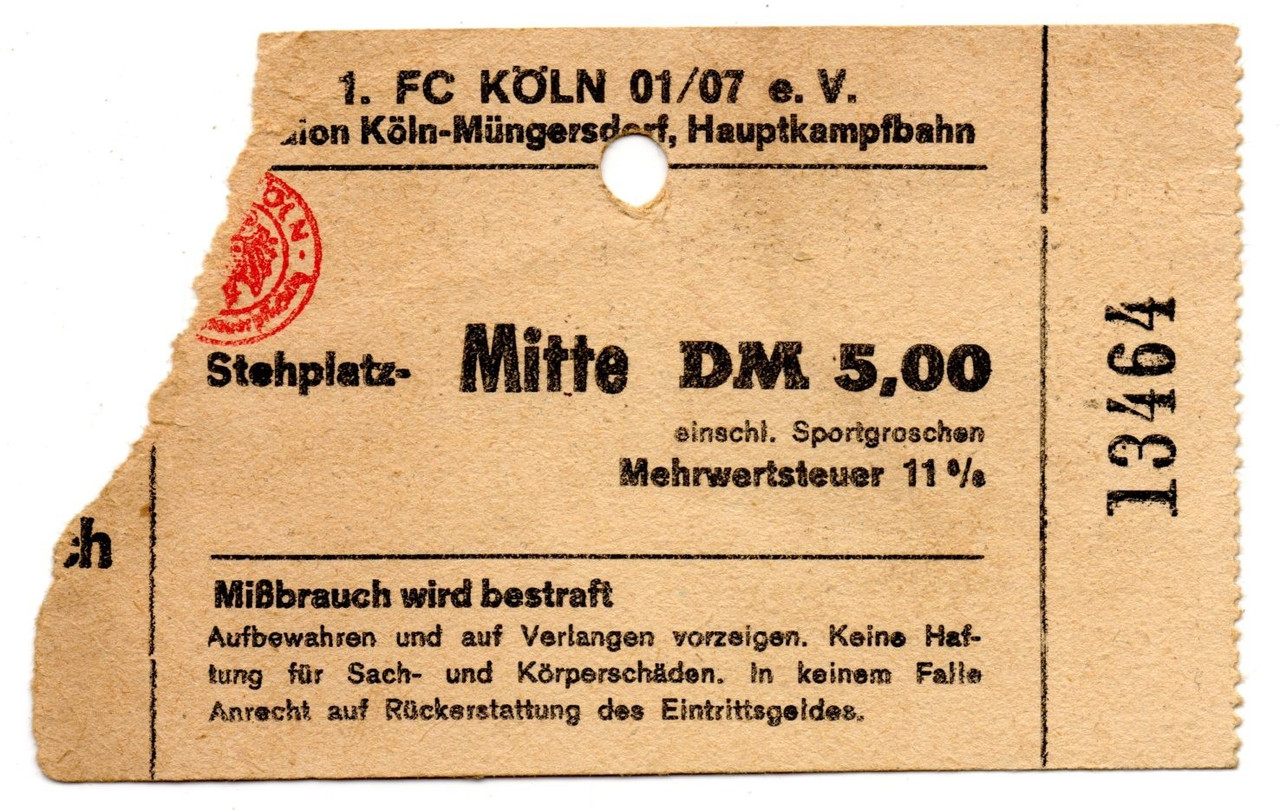 1. FC KÖLN 01/07 e. V.
Köln-Müngersdorf, Hauptkampfbahn
ÖLN
Stehplatz- Mitte DM 5,00
einschl. Sportgroschen
Mehrwertsteuer 11 %
ch
Mißbrauch wird bestraft
Aufbewahren und auf Verlangen vorzeigen. Keine Haf-
tung für Sach- und Körperschäden. In keinem Falle
Anrecht auf Rückerstattung des Eintrittsgeldes.
13464